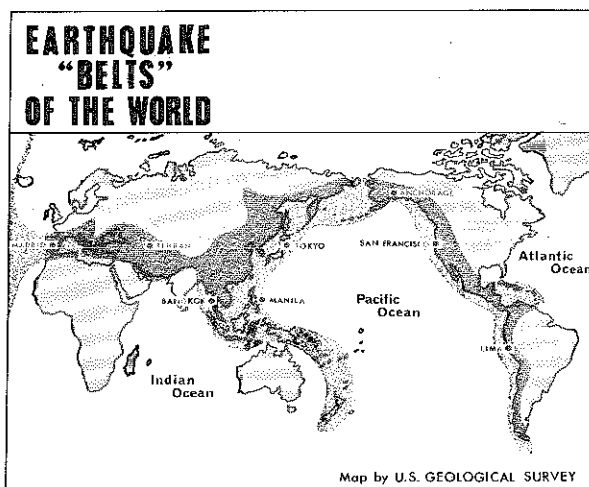 EARTHQUAKE
"BELTS"
OF THE WORLD
ANCHORAGE
MADRID
TEHRAN
TOKYO
SAN FRANCISCO
Atlantic
Ocean
BANGKOK
MANILA
Pacific
Ocean
LIMA
Indian
Ocean
Map by U.S. GEOLOGICAL SURVEY